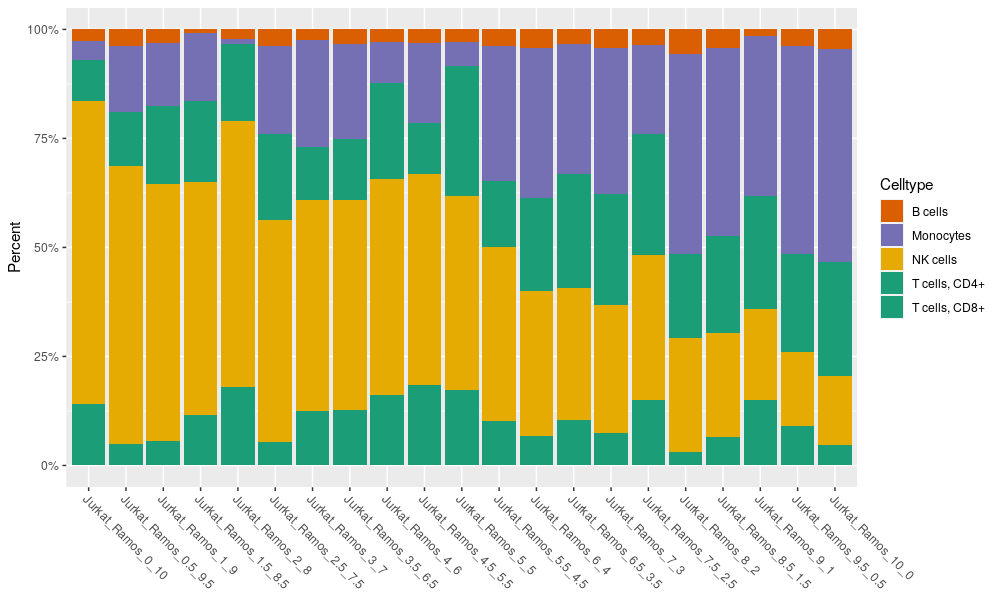 100%
75%
50%
25%
0%
Percent
Jurkat_Ramos_0_10
Jurkat_Ramos_0.5_9.5
Jurkat_Ramos_1_9
Jurkat_Ramos_1.5_8.5
Jurkat_Ramos_2_8
Jurkat_Ramos_2.5_7.5
Jurkat_Ramos_3_7
Jurkat_Ramos_3.5_6.5
Jurkat_Ramos_4_6
Jurkat_Ramos_4.5_5.5
Jurkat_Ramos_5_5
Jurkat_Ramos_5.5_4.5
Jurkat_Ramos_6_4
Jurkat_Ramos_6.5_3.5
Jurkat_Ramos_7_3
Jurkat_Ramos_7.5_2.5
Jurkat_Ramos_8_2
Jurkat_Ramos_8.5_1.5
Jurkat_Ramos_9_1
Jurkat_Ramos_9.5_0.5
Jurkat_Ramos_10_0
Celltype
B cells
Monocytes
NK cells
T cells, CD4+
T cells, CD8+